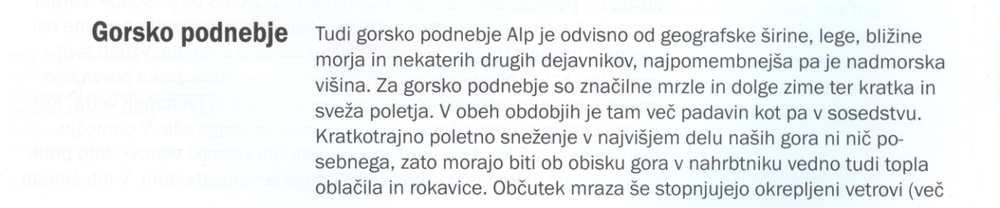 Gorsko podnebje
Tudi gorsko podnebje Alp je odvisno od geografske širine, lege, bližine
morja in nekaterih drugih dejavnikov, najpomembnejša pa je nadmorska
višina. Za gorsko podnebje so značilne mrzle in dolge zime ter kratka in
sveža poletja. V obeh obdobjih je tam več padavin kot pa v sosedstvu.
Kratkotrajno poletno sneženje v najvišjem delu naših gora ni nič po-
sebnega, zato morajo biti ob obisku gora v nahrbtniku vedno tudi topla
oblačila in rokavice. Občutek mraza še stopnjujejo okrepljeni vetrovi (več